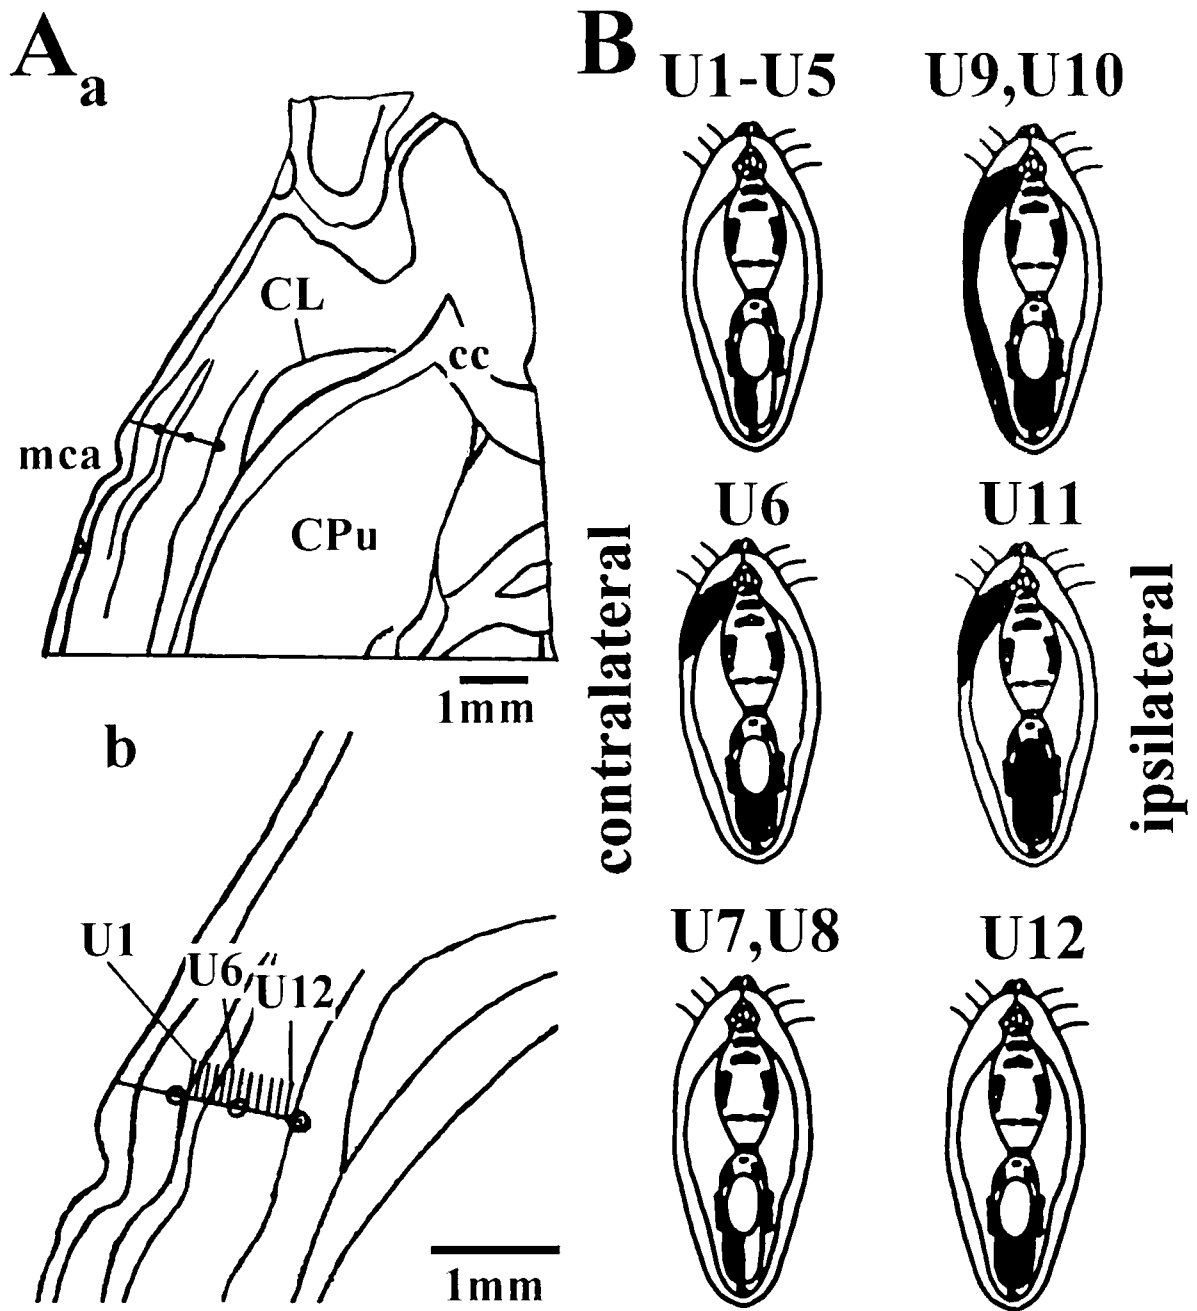 A
a
CL
cc
mca
CPu
1mm
b
U1
U6
U12
1mm
B
U1-U5
U9,U10
U6
U11
contralateral
ipsilateral
U7,U8
U12